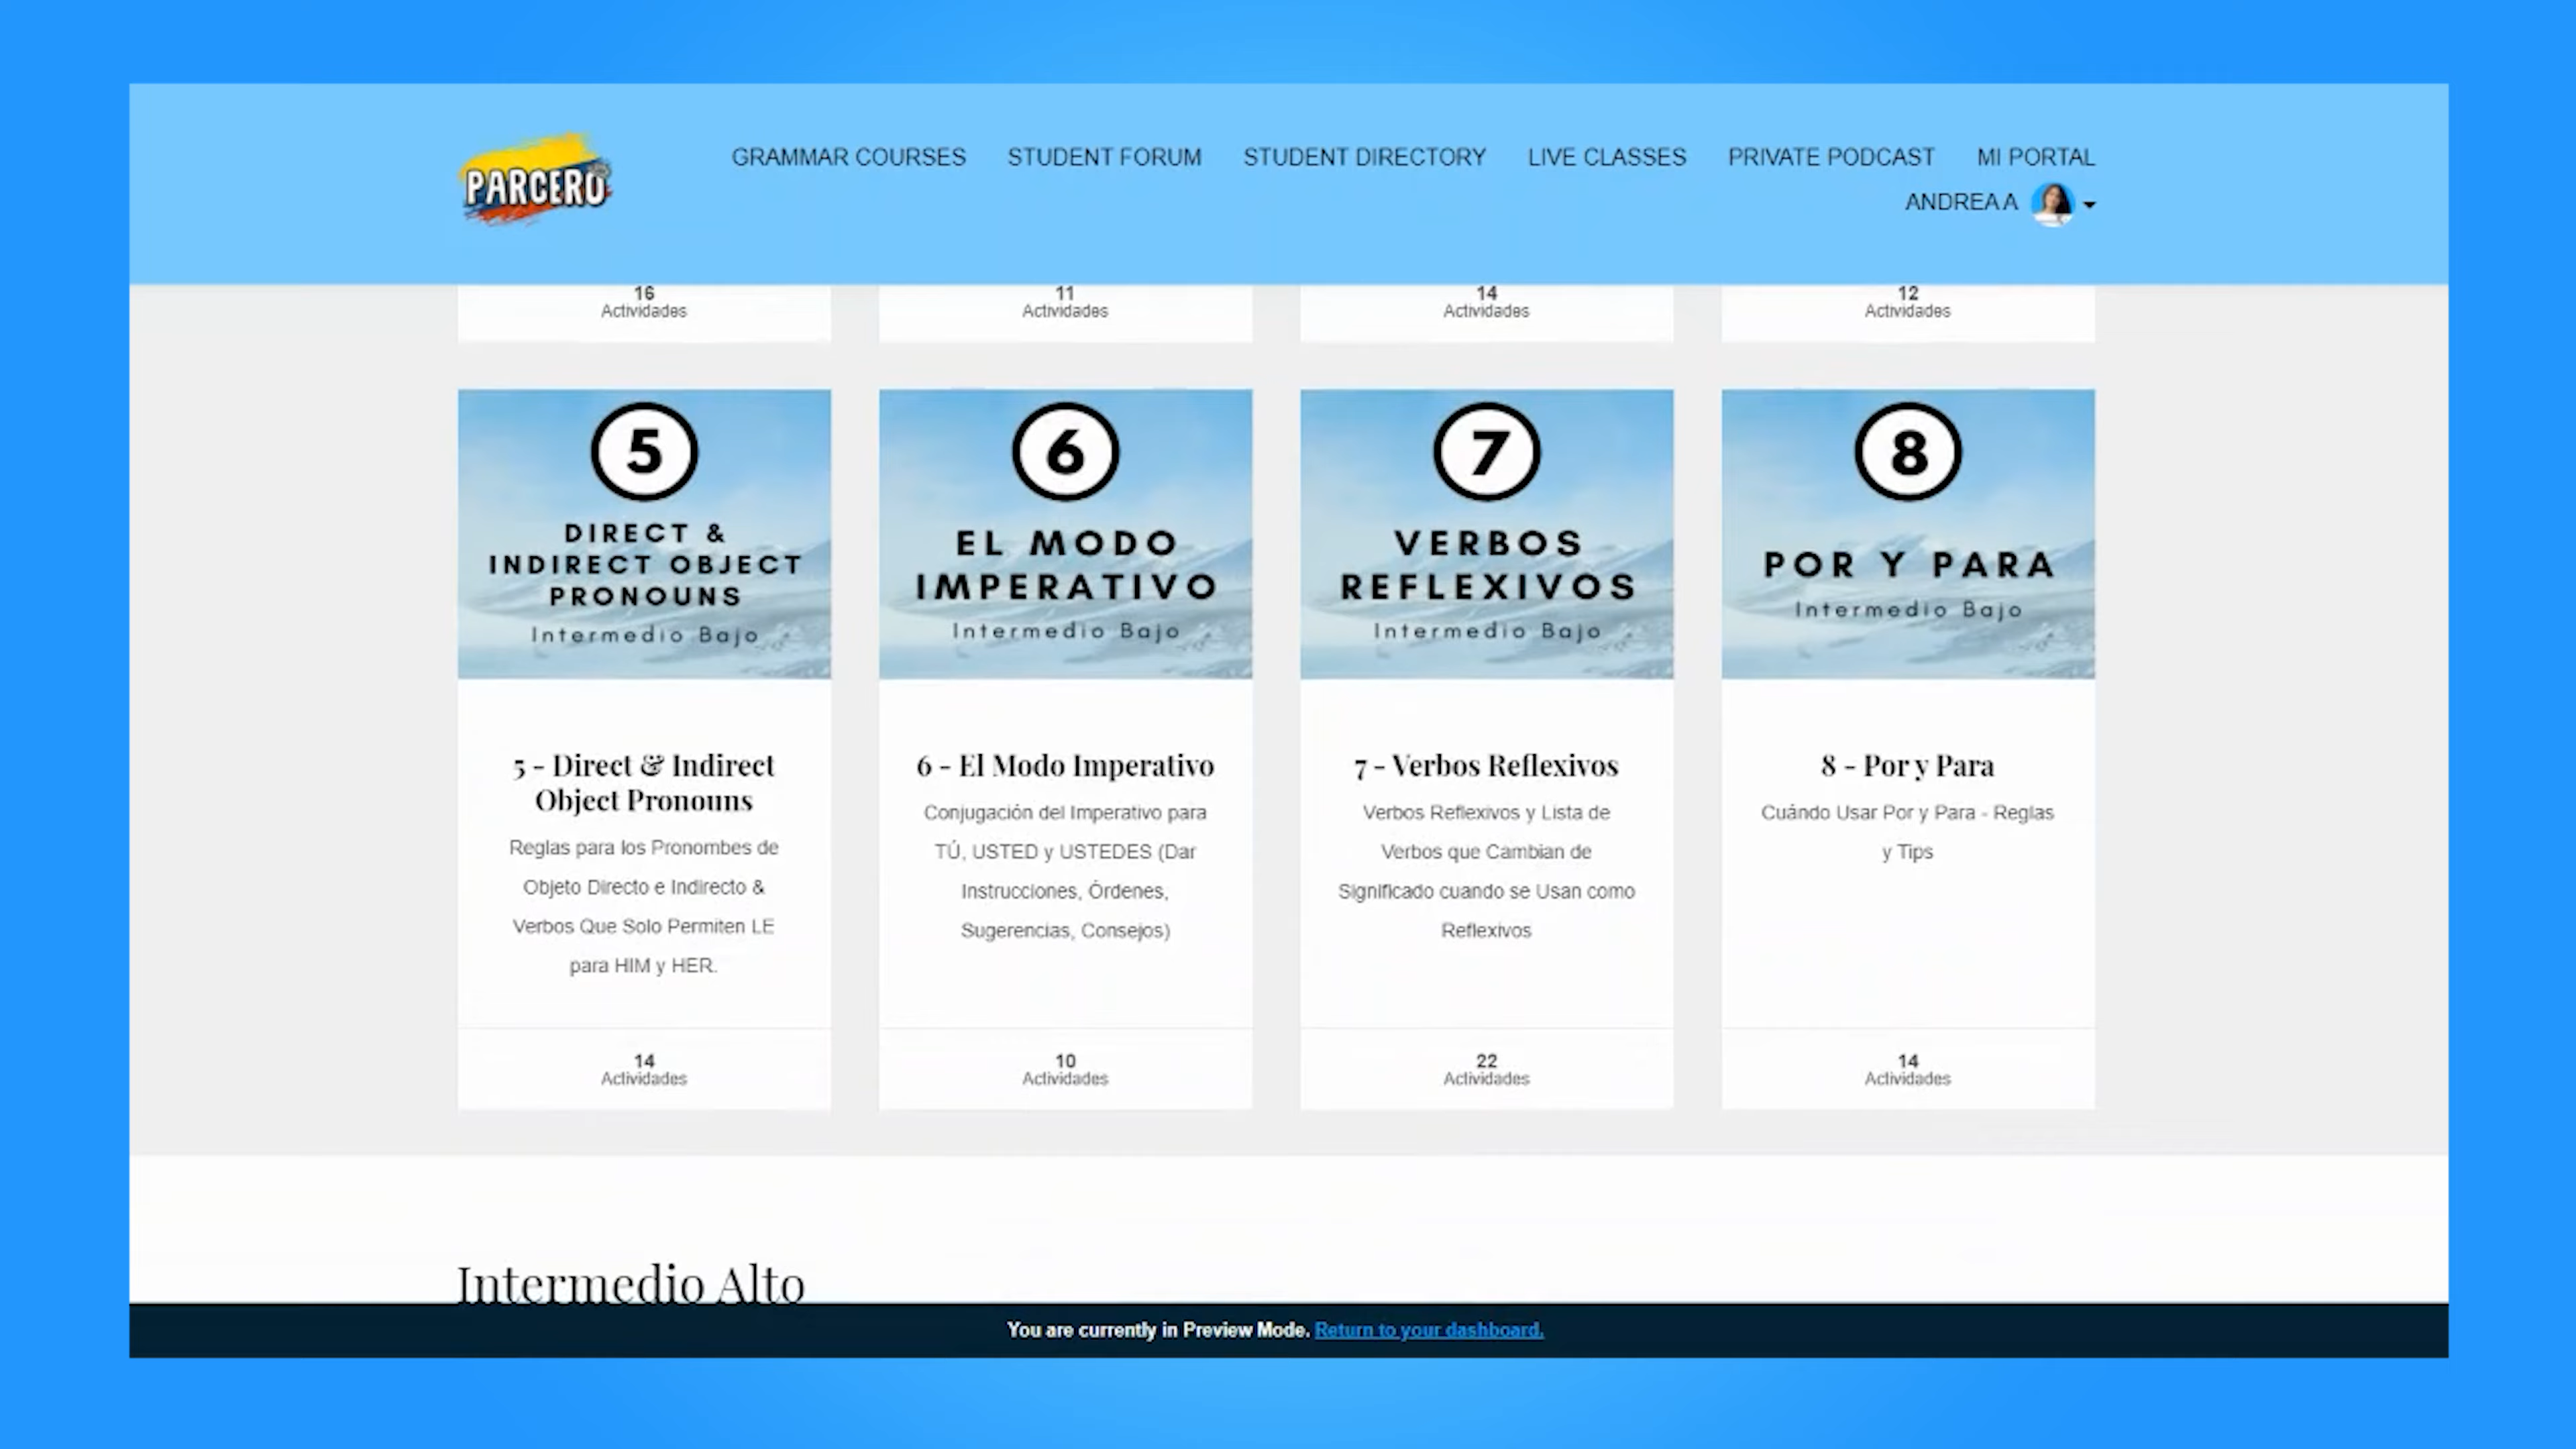 PARCERO
GRAMMAR COURSES STUDENT FORUM STUDENT DIRECTORY LIVE CLASSES PRIVATE PODCAST MI PORTAL
ANDREA A
16
Actividades
11
Actividades
14
Actividades
12
Actividades
5
DIRECT &
INDIRECT OBJECT
PRONOUNS
Intermedio Bajo
5 - Direct & Indirect
Object Pronouns
Reglas para los Pronombes de
Objeto Directo e Indirecto &
Verbos Que Solo Permiten LE
para HIM y HER.
14
Actividades
6
EL MODO
IMPERATIVO
Intermedio Bajo
6 - El Modo Imperativo
Conjugación del Imperativo para
TÚ, USTED y USTEDES (Dar
Instrucciones, Órdenes,
Sugerencias, Consejos)
10
Actividades
7
VERBOS
REFLEXIVOS
Intermedio Bajo
7 - Verbos Reflexivos
Verbos Reflexivos y Lista de
Verbos que Cambian de
Significado cuando se Usan como
Reflexivos
22
Actividades
8
POR Y PARA
Intermedio Bajo
8 - Por y Para
Cuándo Usar Por y Para - Reglas
y Tips
14
Actividades
Intermedio Alto
You are currently in Preview Mode. Return to your dashboard.